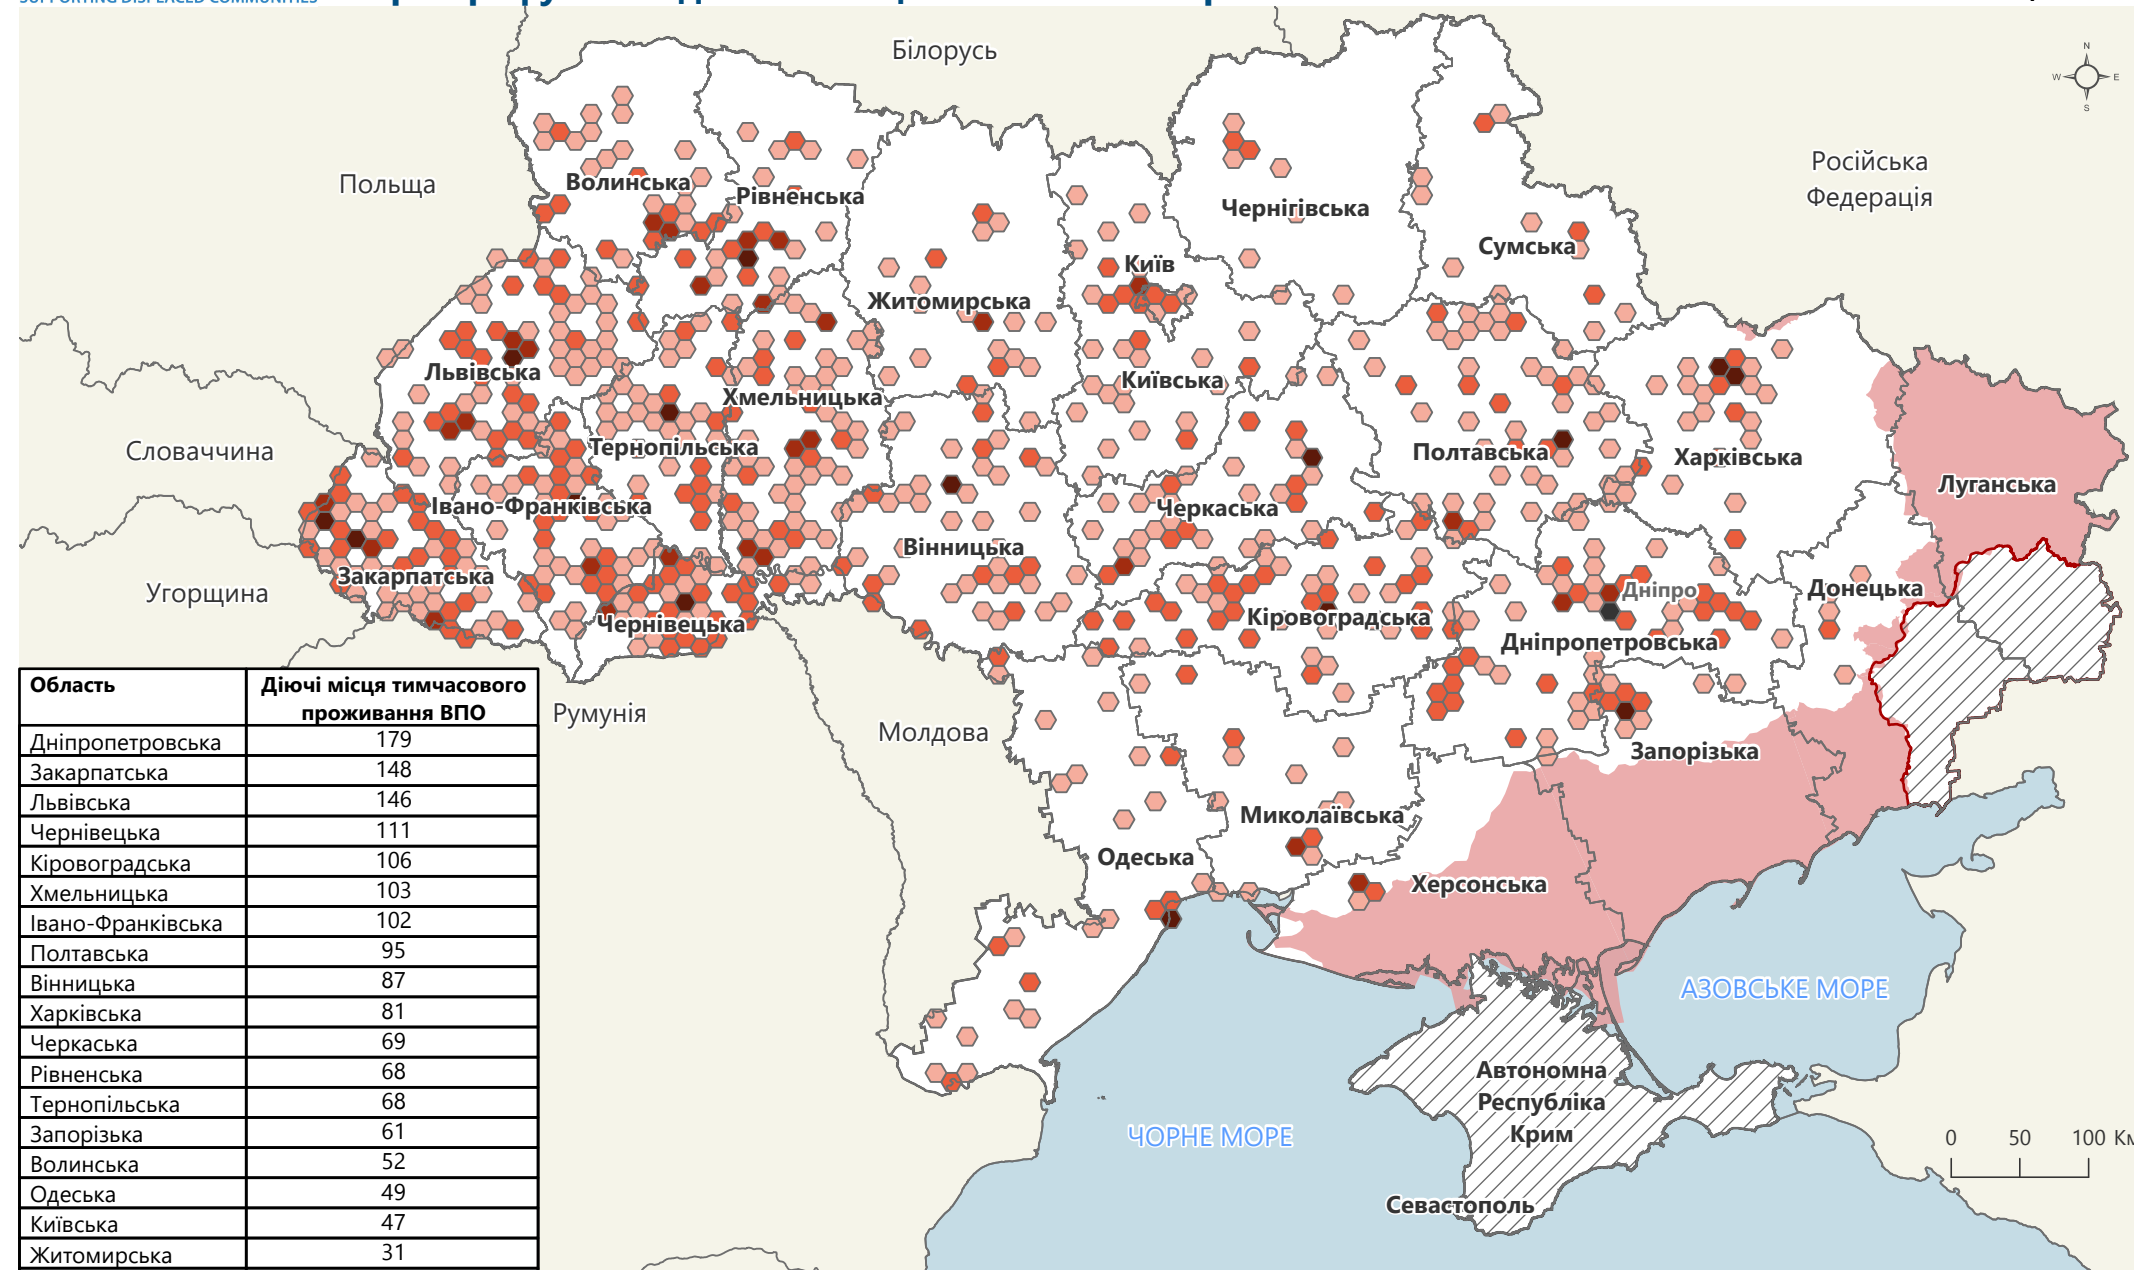 SUPPORTING DISPLACED COMMUNITIES
Білорусь
N
W
E
S
Польща
Російська
Федерація
Волинська
Рівненська
Чернігівська
Сумська
Київ
Житомирська
Львівська
Київська
Хмельницька
Словаччина
Тернопільська
Полтавська
Харківська
Луганська
Івано-Франківська
Черкаська
Вінницька
Закарпатська
Угорщина
Дніпро
Донецька
Чернівецька
Кіровоградська
Дніпропетровська
Румунія
Молдова
Запорізька
Миколаївська
Одеська
Херсонська
АЗОВСЬКЕ МОРЕ
Автономна
Республіка
Крим
ЧОРНЕ МОРЕ
Севастополь
0 50 100
Область Діючі місця тимчасового
проживання ВПО
Дніпропетровська 179
Закарпатська 148
Львівська 146
Чернівецька 111
Кіровоградська 106
Хмельницька 103
Івано-Франківська 102
Полтавська 95
Вінницька 87
Харківська 81
Черкаська 69
Рівненська 68
Тернопільська 68
Запорізька 61
Волинська 52
Одеська 49
Київська 47
Житомирська 31